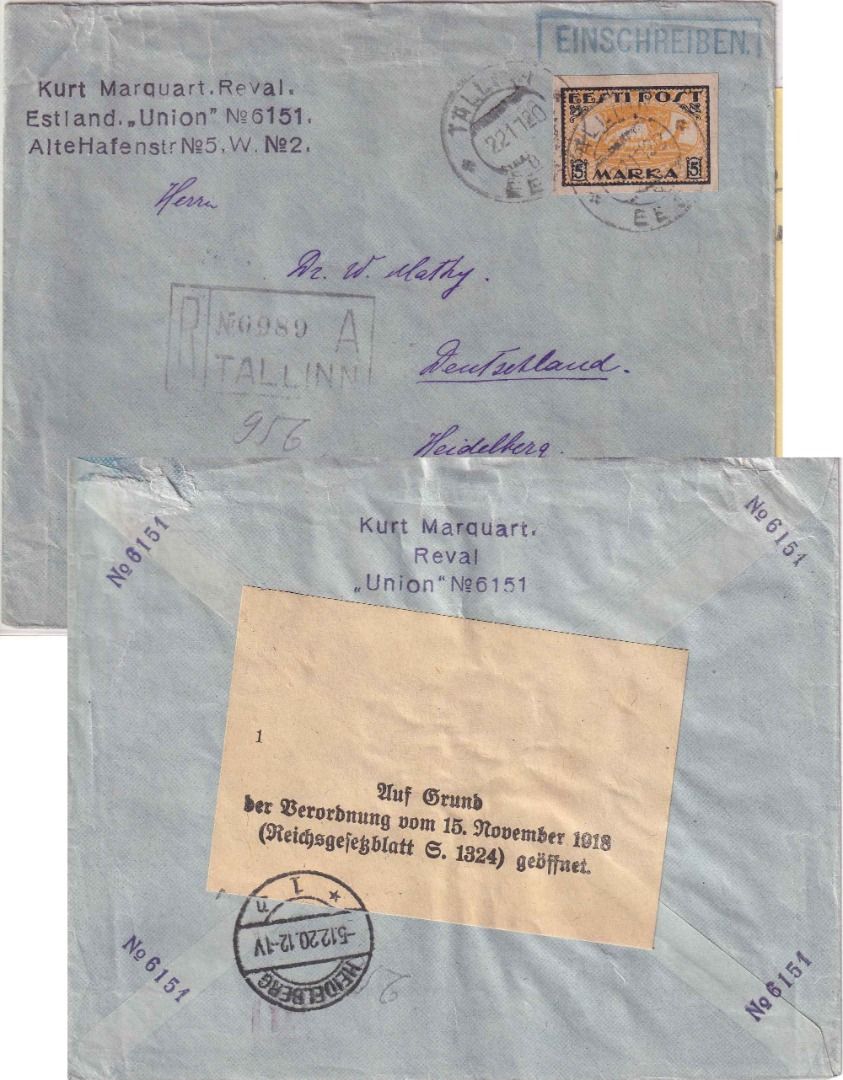 EINSCHREIBEN.
Kurt Marquart. Reval.
Estland. „Union" №6151.
Alte Hafenstr №5. W. №2.
TALLINN
22 11 20
EESTI POST
5 MARKA 5
Herrn
Dr. W. Mathy.
R №6989 A
TALLINN
Deutschland.
956
Heidelberg.
Kurt Marquart.
Reval
„Union" №6151
№6151
№6151
1
Auf Grund
der Verordnung vom 15. November 1918
(Reichsgesetzblatt S. 1324) geöffnet.
HEIDELBERG
-5.12.20.12-1V
* 1 n
№6151
№6151